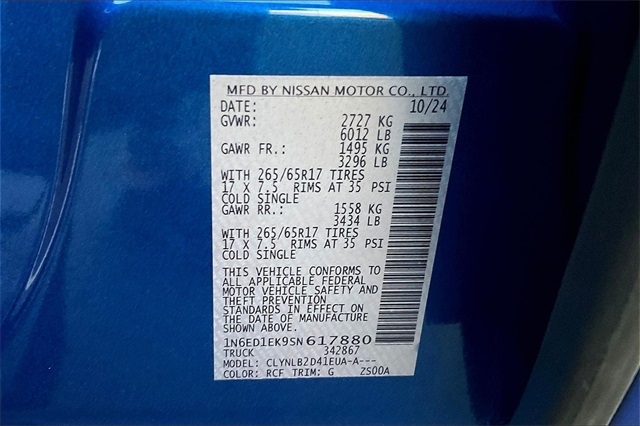 MFD BY NISSAN MOTOR CO., LTD.
DATE: 10/24
GVWR: 2727 KG
6012 LB
GAWR FR.: 1495 KG
3296 LB
WITH 265/65R17 TIRES
17 X 7.5 RIMS AT 35 PSI
COLD SINGLE
GAWR RR.: 1558 KG
3434 LB
WITH 265/65R17 TIRES
17 X 7.5 RIMS AT 35 PSI
COLD SINGLE
THIS VEHICLE CONFORMS TO
ALL APPLICABLE FEDERAL
MOTOR VEHICLE SAFETY AND
THEFT PREVENTION
STANDARDS IN EFFECT ON
THE DATE OF MANUFACTURE
SHOWN ABOVE.
1N6ED1EK9SN617880
TRUCK 342867
MODEL: CLYNLB2D41EUA-A---
COLOR: RCF TRIM: G ZS00A